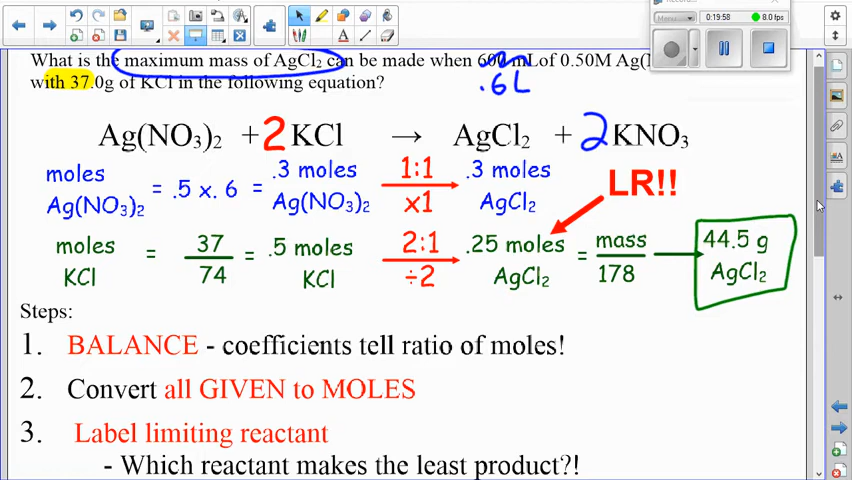 0:19:58
8.0 fps
Menu
What is the maximum mass of AgCl₂ can be made when 600 mLof 0.50M Ag(
.6L
with 37.0g of KCl in the following equation?
Ag(NO₃)₂ + 2 KCl → AgCl₂ + 2 KNO₃
moles Ag(NO₃)₂ = .5 x. 6 = .3 moles Ag(NO₃)₂ 1:1 x1 .3 moles AgCl₂
LR!!
moles KCl = 37 74 = .5 moles KCl 2:1 ÷2 .25 moles AgCl₂ = mass 178 → 44.5 g AgCl₂
Steps:
1. BALANCE - coefficients tell ratio of moles!
2. Convert all GIVEN to MOLES
3. Label limiting reactant
- Which reactant makes the least product?!